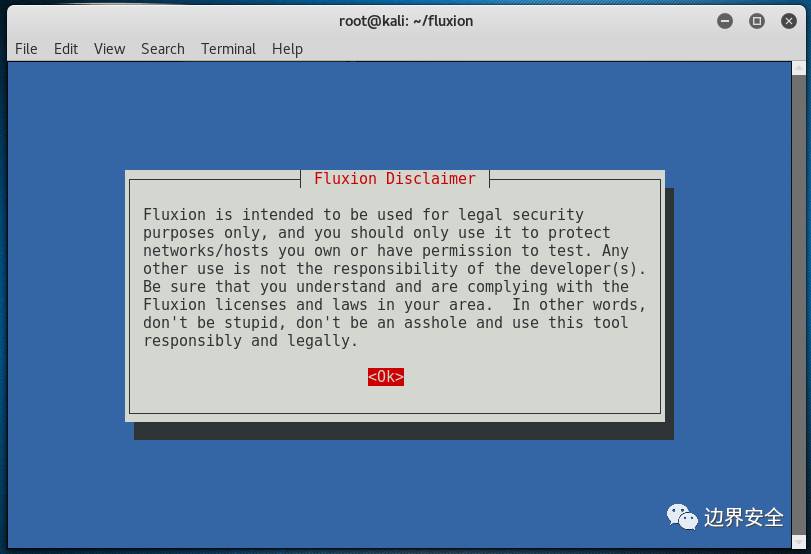 root@kali: ~/fluxion
File Edit View Search Terminal Help
Fluxion Disclaimer
Fluxion is intended to be used for legal security
purposes only, and you should only use it to protect
networks/hosts you own or have permission to test. Any
other use is not the responsibility of the developer(s).
Be sure that you understand and are complying with the
Fluxion licenses and laws in your area.  In other words,
don't be stupid, don't be an asshole and use this tool
responsibly and legally.
<Ok>
边界安全